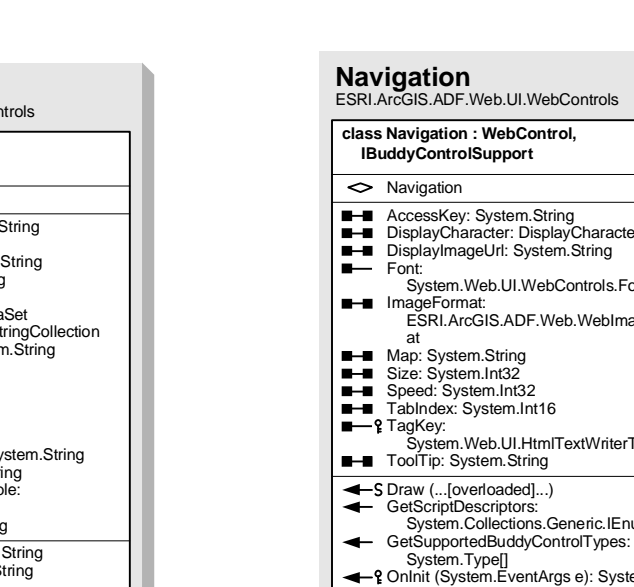 ntrols
String
String
g
aSet
tringCollection
m.String
ystem.String
ring
ole:
g
String
String
Navigation
ESRI.ArcGIS.ADF.Web.UI.WebControls
class Navigation : WebControl,
IBuddyControlSupport
Navigation
AccessKey: System.String
DisplayCharacter: DisplayCharacte
DisplayImageUrl: System.String
Font:
System.Web.UI.WebControls.Fo
ImageFormat:
ESRI.ArcGIS.ADF.Web.WebIma
at
Map: System.String
Size: System.Int32
Speed: System.Int32
TabIndex: System.Int16
TagKey:
System.Web.UI.HtmlTextWriterT
ToolTip: System.String
S Draw (...[overloaded]...)
GetScriptDescriptors:
System.Collections.Generic.IEnu
GetSupportedBuddyControlTypes:
System.Type[]
OnInit (System.EventArgs e): Syste